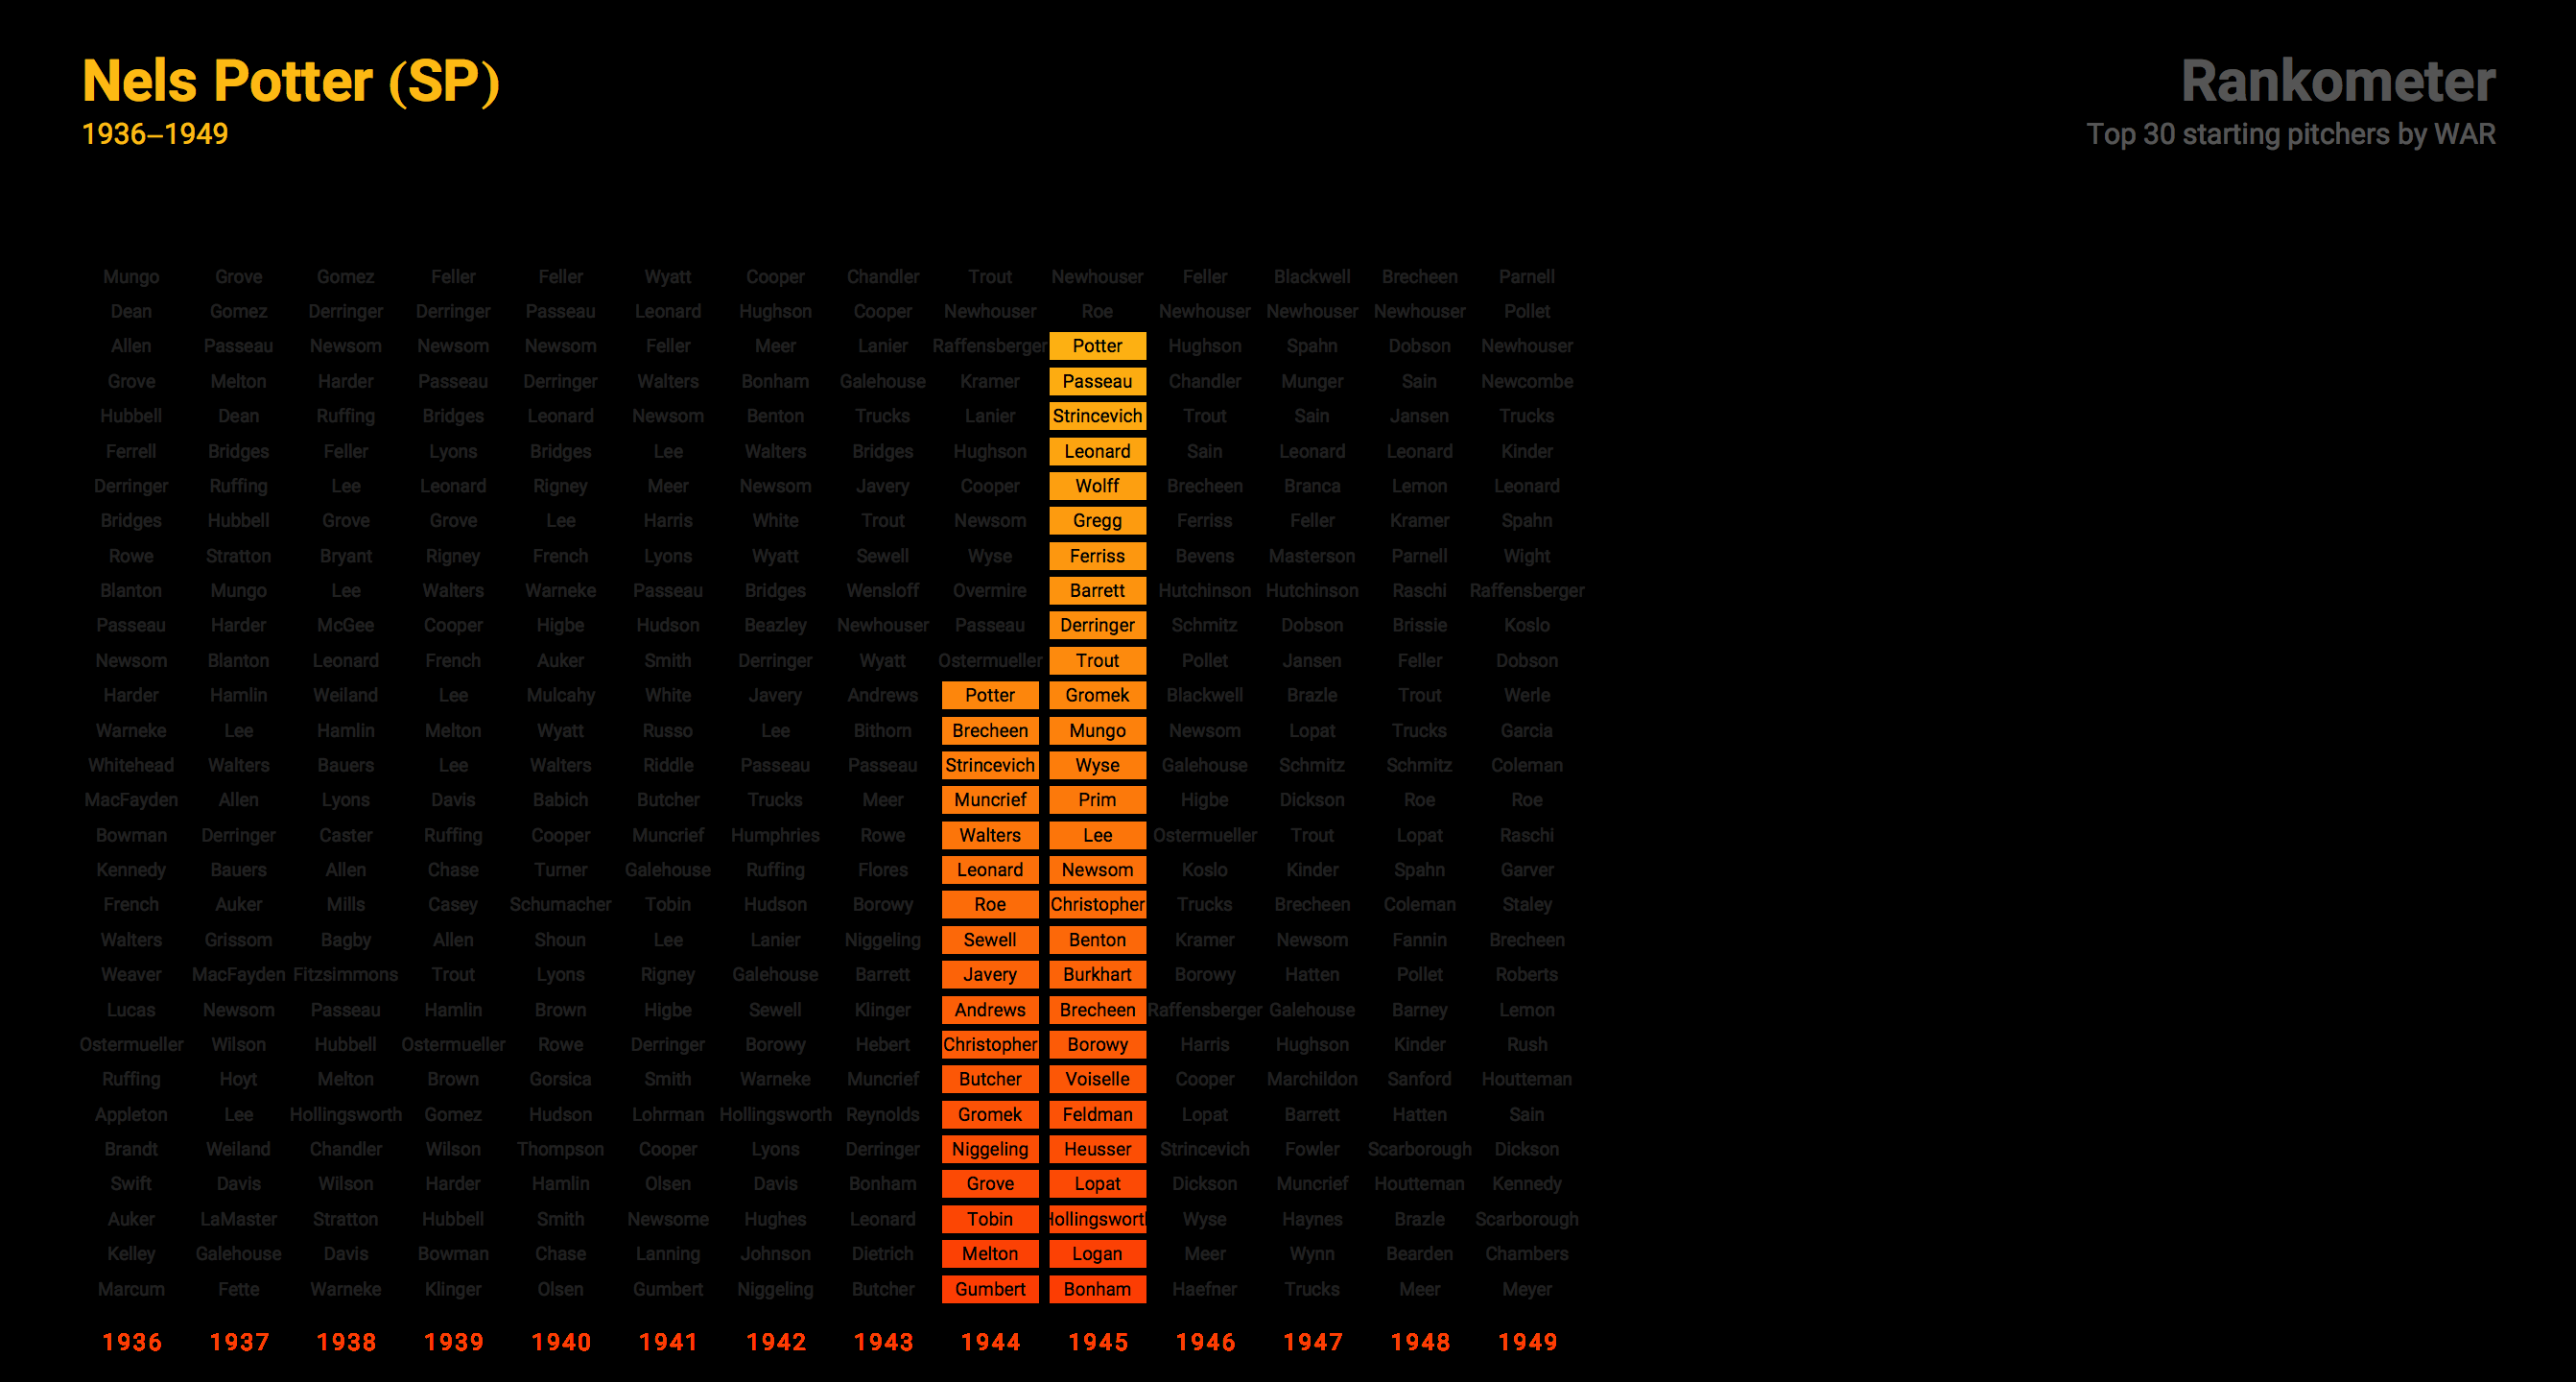 Nels Potter (SP)
1936–1949
Rankometer
Top 30 starting pitchers by WAR
Mungo Grove Gomez Feller Feller Wyatt Cooper Chandler Trout Newhouser Feller Blackwell Brecheen Parnell
Dean Gomez Derringer Derringer Passeau Leonard Hughson Cooper Newhouser Roe Newhouser Newhouser Newhouser Pollet
Allen Passeau Newsom Newsom Newsom Feller Meer Lanier Raffensberger Potter Hughson Spahn Dobson Newhouser
Grove Melton Harder Passeau Derringer Walters Bonham Galehouse Kramer Passeau Chandler Munger Sain Newcombe
Hubbell Dean Ruffing Bridges Leonard Newsom Benton Trucks Lanier Strincevich Trout Sain Jansen Trucks
Ferrell Bridges Feller Lyons Bridges Lee Walters Bridges Hughson Leonard Sain Leonard Leonard Kinder
Derringer Ruffing Lee Leonard Rigney Meer Newsom Javery Cooper Wolff Brecheen Branca Lemon Leonard
Bridges Hubbell Grove Grove Lee Harris White Trout Newsom Gregg Ferriss Feller Kramer Spahn
Rowe Stratton Bryant Rigney French Lyons Wyatt Sewell Wyse Ferriss Bevens Masterson Parnell Wight
Blanton Mungo Lee Walters Warneke Passeau Bridges Wensloff Overmire Barrett Hutchinson Hutchinson Raschi Raffensberger
Passeau Harder McGee Cooper Higbe Hudson Beazley Newhouser Passeau Derringer Schmitz Dobson Brissie Koslo
Newsom Blanton Leonard French Auker Smith Derringer Wyatt Ostermueller Trout Pollet Jansen Feller Dobson
Harder Hamlin Weiland Lee Mulcahy White Javery Andrews Potter Gromek Blackwell Brazle Trout Werle
Warneke Lee Hamlin Melton Wyatt Russo Lee Bithorn Brecheen Mungo Newsom Lopat Trucks Garcia
Whitehead Walters Bauers Lee Walters Riddle Passeau Passeau Strincevich Wyse Galehouse Schmitz Schmitz Coleman
MacFayden Allen Lyons Davis Babich Butcher Trucks Meer Muncrief Prim Higbe Dickson Roe Roe
Bowman Derringer Caster Ruffing Cooper Muncrief Humphries Rowe Walters Lee Ostermueller Trout Lopat Raschi
Kennedy Bauers Allen Chase Turner Galehouse Ruffing Flores Leonard Newsom Koslo Kinder Spahn Garver
French Auker Mills Casey Schumacher Tobin Hudson Borowy Roe Christopher Trucks Brecheen Coleman Staley
Walters Grissom Bagby Allen Shoun Lee Lanier Niggeling Sewell Benton Kramer Newsom Fannin Brecheen
Weaver MacFayden Fitzsimmons Trout Lyons Rigney Galehouse Barrett Javery Burkhart Borowy Hatten Pollet Roberts
Lucas Newsom Passeau Hamlin Brown Higbe Sewell Klinger Andrews Brecheen Raffensberger Galehouse Barney Lemon
Ostermueller Wilson Hubbell Ostermueller Rowe Derringer Borowy Hebert Christopher Borowy Harris Hughson Kinder Rush
Ruffing Hoyt Melton Brown Gorsica Smith Warneke Muncrief Butcher Voiselle Cooper Marchildon Sanford Houtteman
Appleton Lee Hollingsworth Gomez Hudson Lohrman Hollingsworth Reynolds Gromek Feldman Lopat Barrett Hatten Sain
Brandt Weiland Chandler Wilson Thompson Cooper Lyons Derringer Niggeling Heusser Strincevich Fowler Scarborough Dickson
Swift Davis Wilson Harder Hamlin Olsen Davis Bonham Grove Lopat Dickson Muncrief Houtteman Kennedy
Auker LaMaster Stratton Hubbell Smith Newsome Hughes Leonard Tobin Hollingsworth Wyse Haynes Brazle Scarborough
Kelley Galehouse Davis Bowman Chase Lanning Johnson Dietrich Melton Logan Meer Wynn Bearden Chambers
Marcum Fette Warneke Klinger Olsen Gumbert Niggeling Butcher Gumbert Bonham Haefner Trucks Meer Meyer
1936 1937 1938 1939 1940 1941 1942 1943 1944 1945 1946 1947 1948 1949